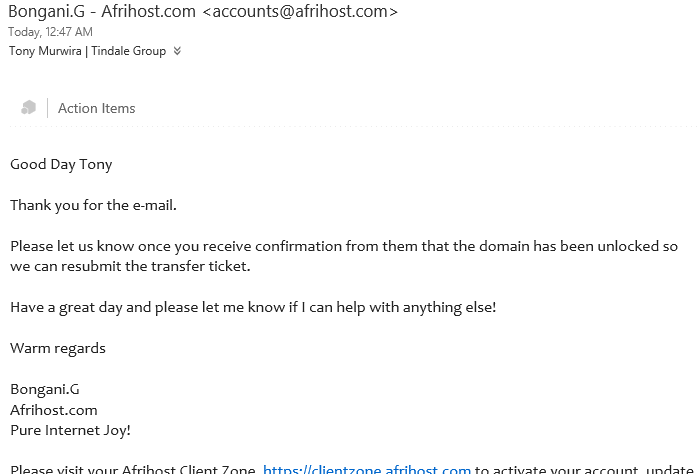 Bongani.G - Afrihost.com <accounts@afrihost.com>
Today, 12:47 AM
Tony Murwira | Tindale Group
Action Items
Good Day Tony
Thank you for the e-mail.
Please let us know once you receive confirmation from them that the domain has been unlocked so
we can resubmit the transfer ticket.
Have a great day and please let me know if I can help with anything else!
Warm regards
Bongani.G
Afrihost.com
Pure Internet Joy!
Please visit your Afrihost Client Zone, https://clientzone.afrihost.com to activate your account, update